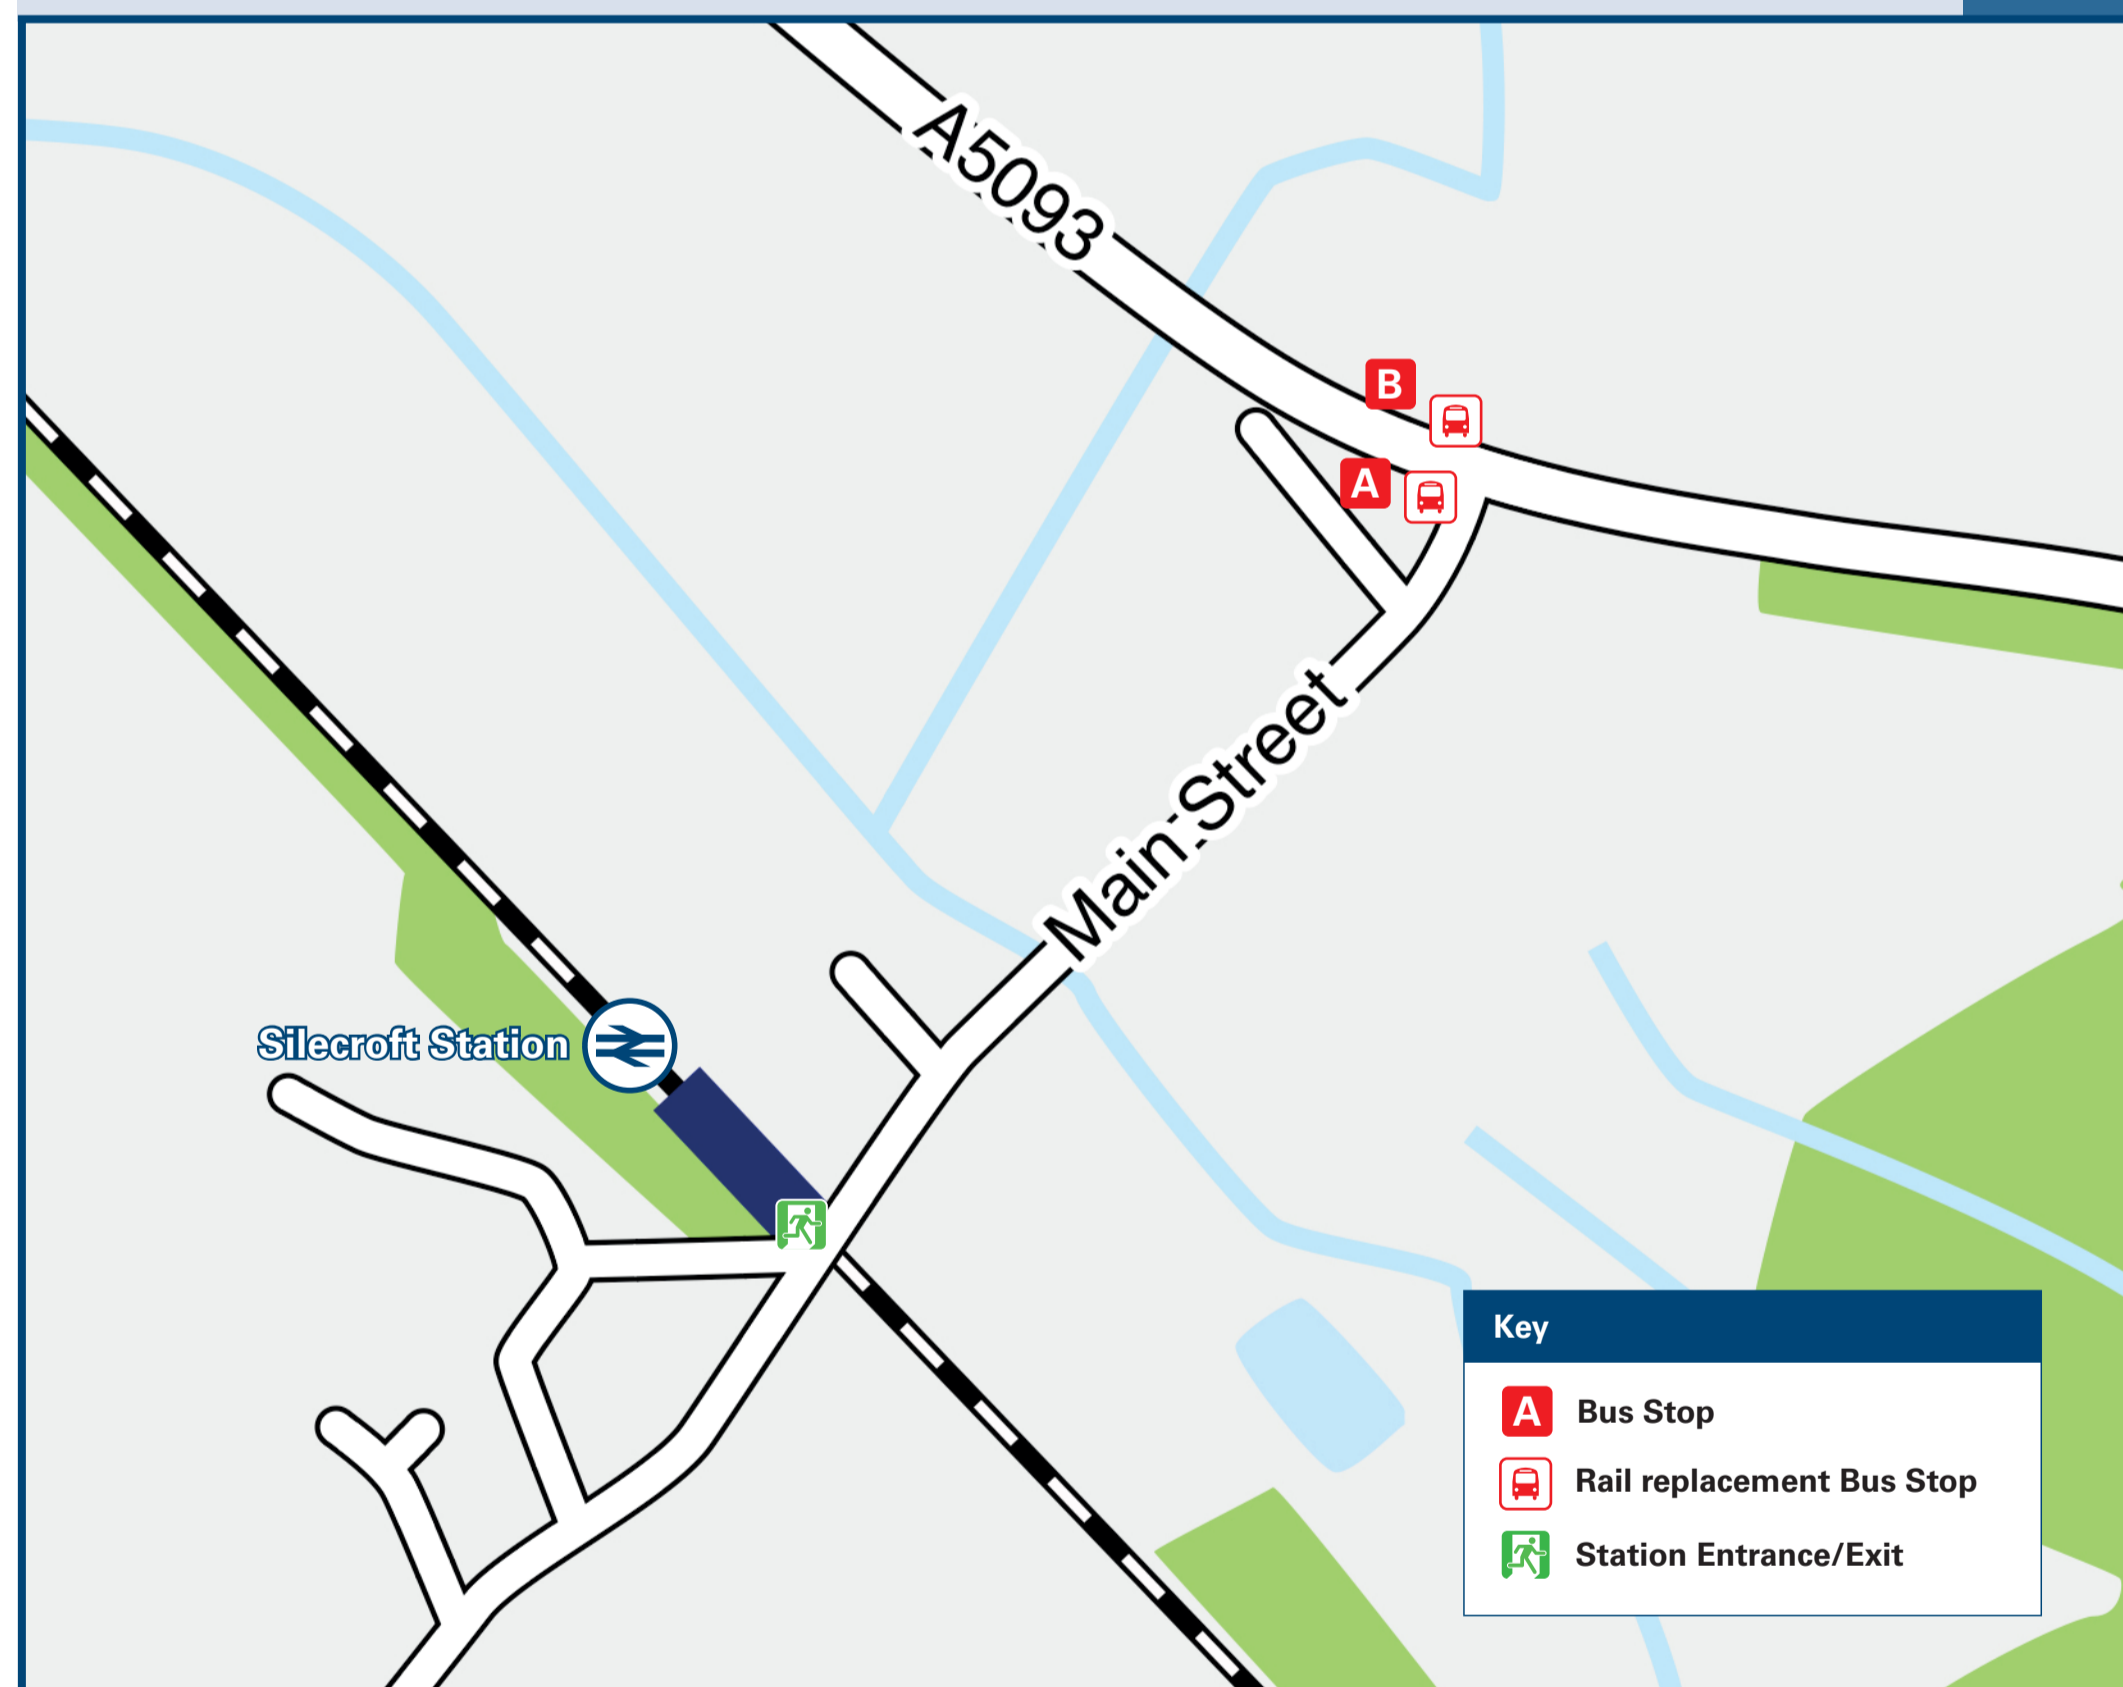 A5093
B
A
Main Street
Silecroft Station
Key
A Bus Stop
Rail replacement Bus Stop
Station Entrance/Exit